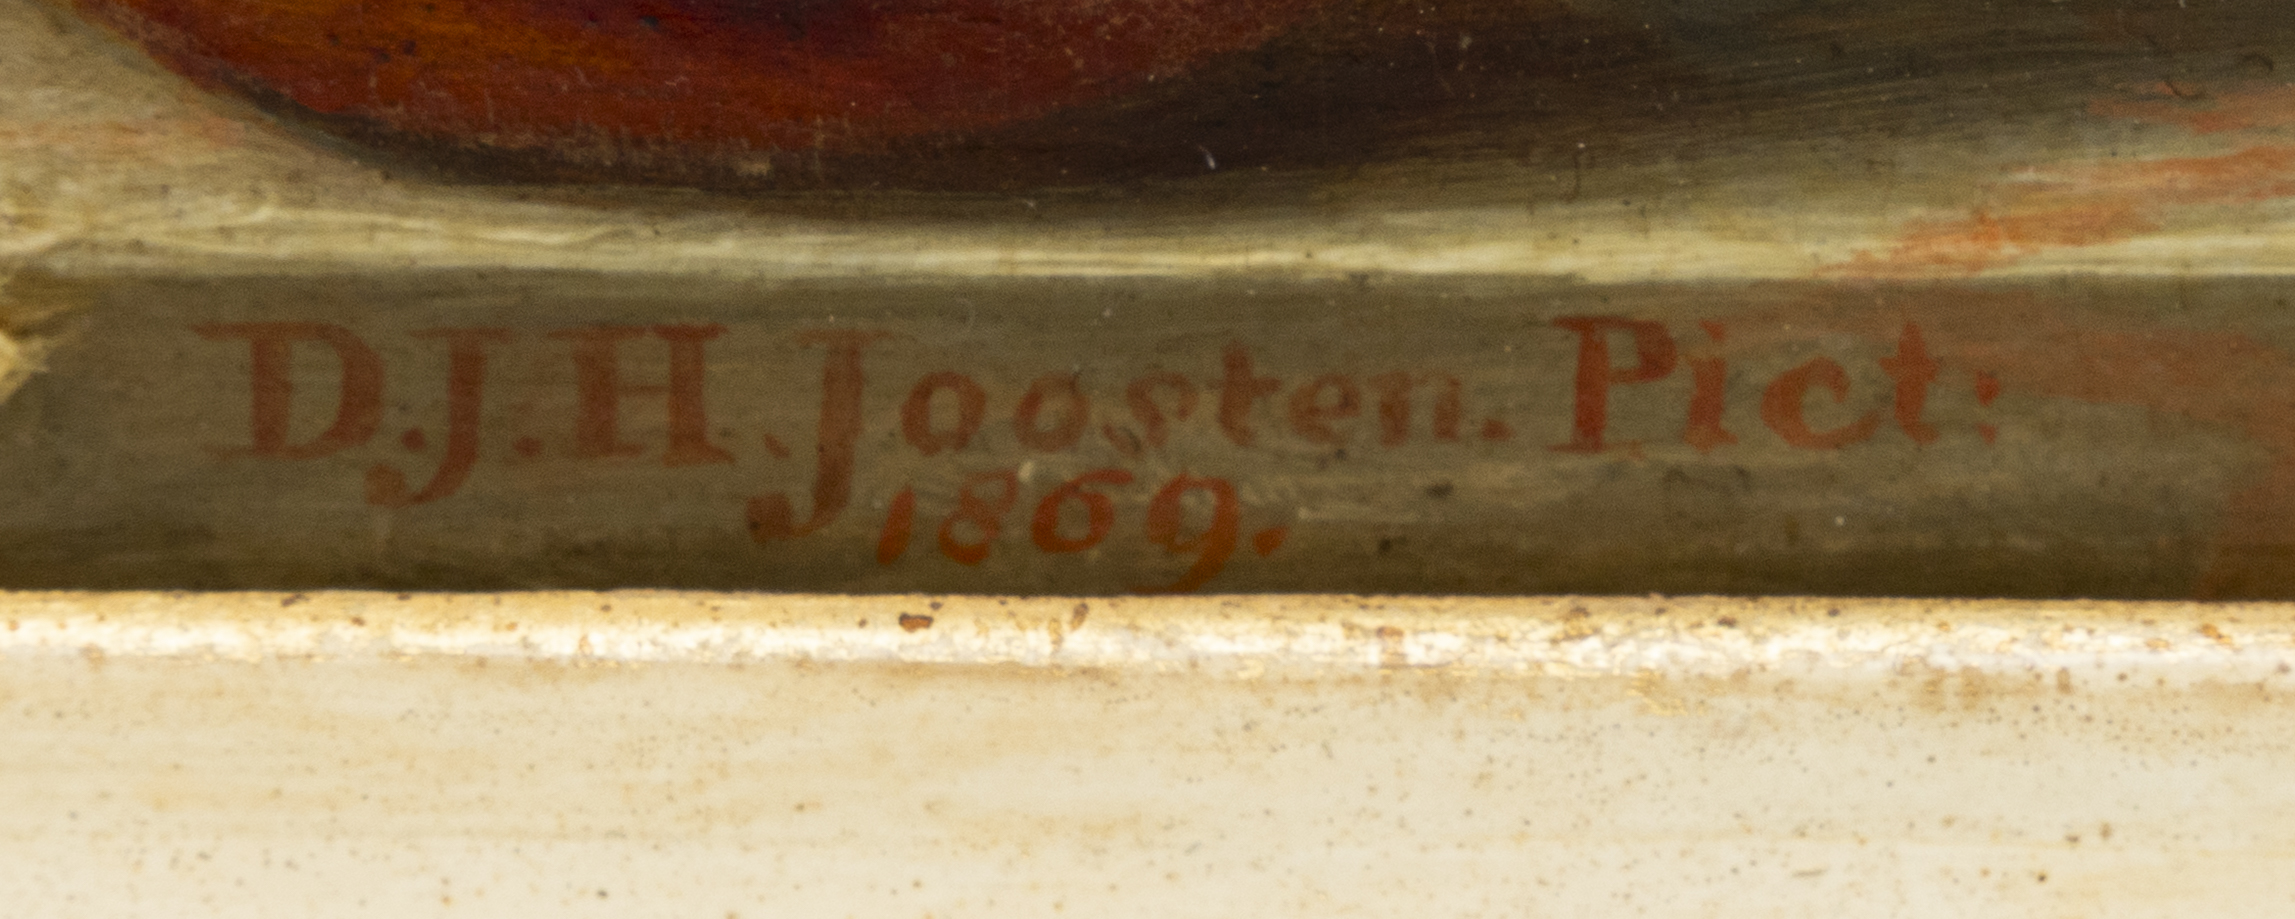 D.J.H. Joosten. Pict:
1869.